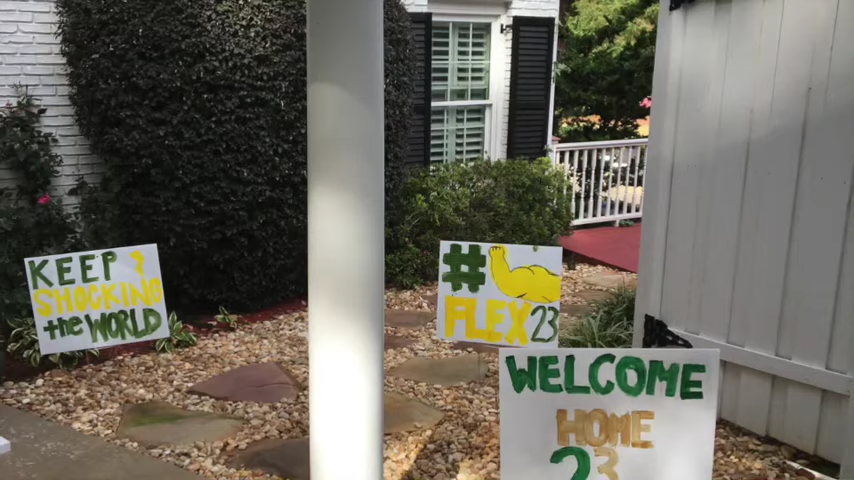 KEEP
SHOCKING
the WORLD
#
FLEX23
WELCOME
HOME
23